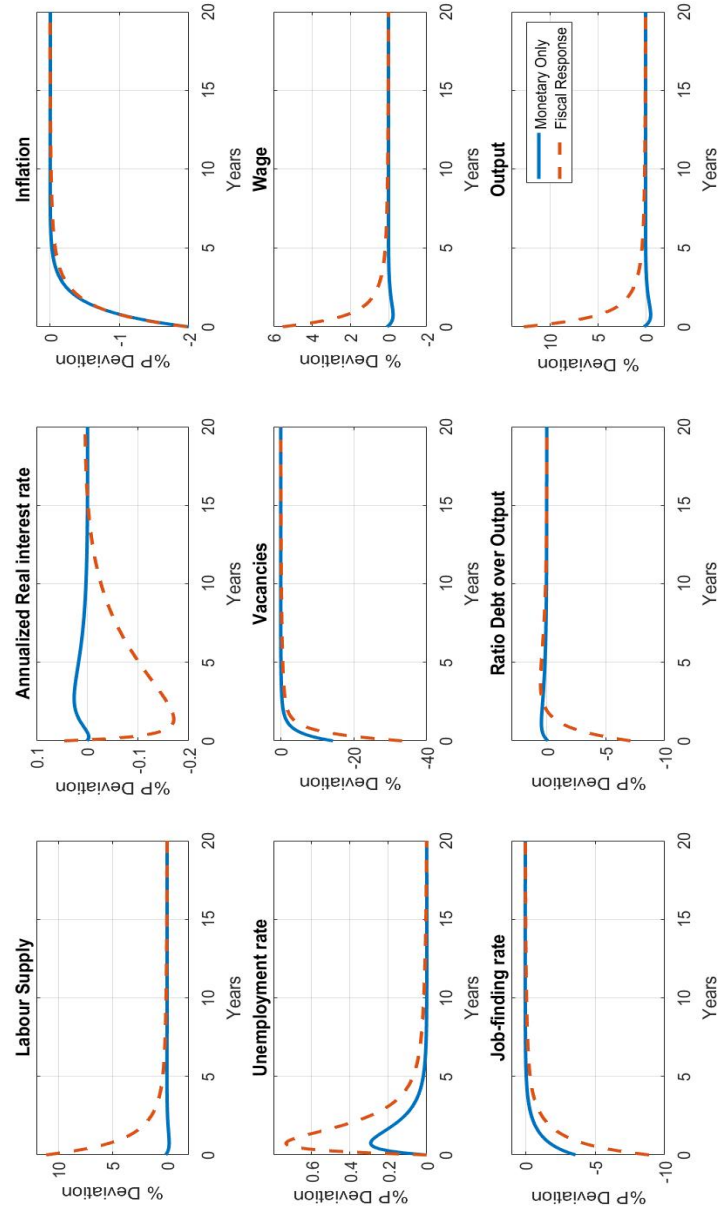 Labour Supply
% Deviation
10
5
0
0 5 10 15 20
Years
Annualized Real interest rate
%P Deviation
0.1
0
-0.1
-0.2
0 5 10 15 20
Years
Inflation
%P Deviation
0
-1
-2
0 5 10 15 20
Years
Unemployment rate
%P Deviation
0.6
0.4
0.2
0
0 5 10 15 20
Years
Vacancies
% Deviation
0
-20
-40
0 5 10 15 20
Years
Wage
% Deviation
6
4
2
0
-2
0 5 10 15 20
Years
Job-finding rate
%P Deviation
0
-5
-10
0 5 10 15 20
Years
Ratio Debt over Output
%P Deviation
0
-5
-10
0 5 10 15 20
Years
Output
% Deviation
10
5
0
0 5 10 15 20
Years
Monetary Only
Fiscal Response